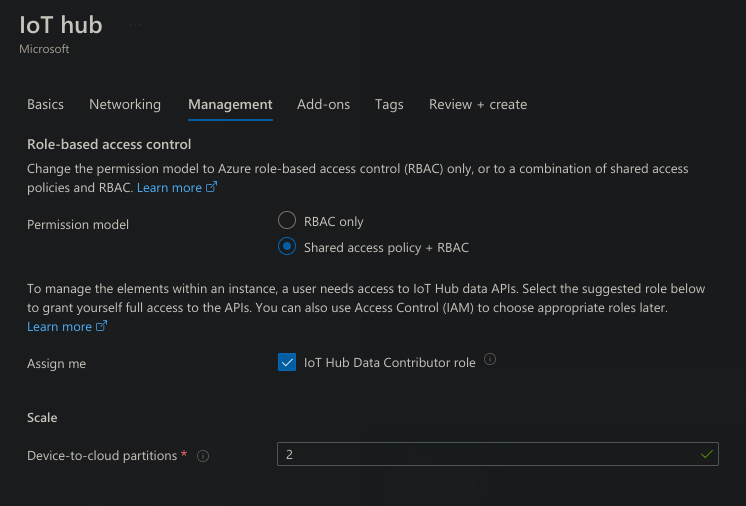 IoT hub
Microsoft
Basics Networking Management Add-ons Tags Review + create
Role-based access control
Change the permission model to Azure role-based access control (RBAC) only, or to a combination of shared access
policies and RBAC. Learn more
Permission model
RBAC only
Shared access policy + RBAC
To manage the elements within an instance, a user needs access to IoT Hub data APIs. Select the suggested role below
to grant yourself full access to the APIs. You can also use Access Control (IAM) to choose appropriate roles later.
Learn more
Assign me
IoT Hub Data Contributor role
Scale
Device-to-cloud partitions *
2